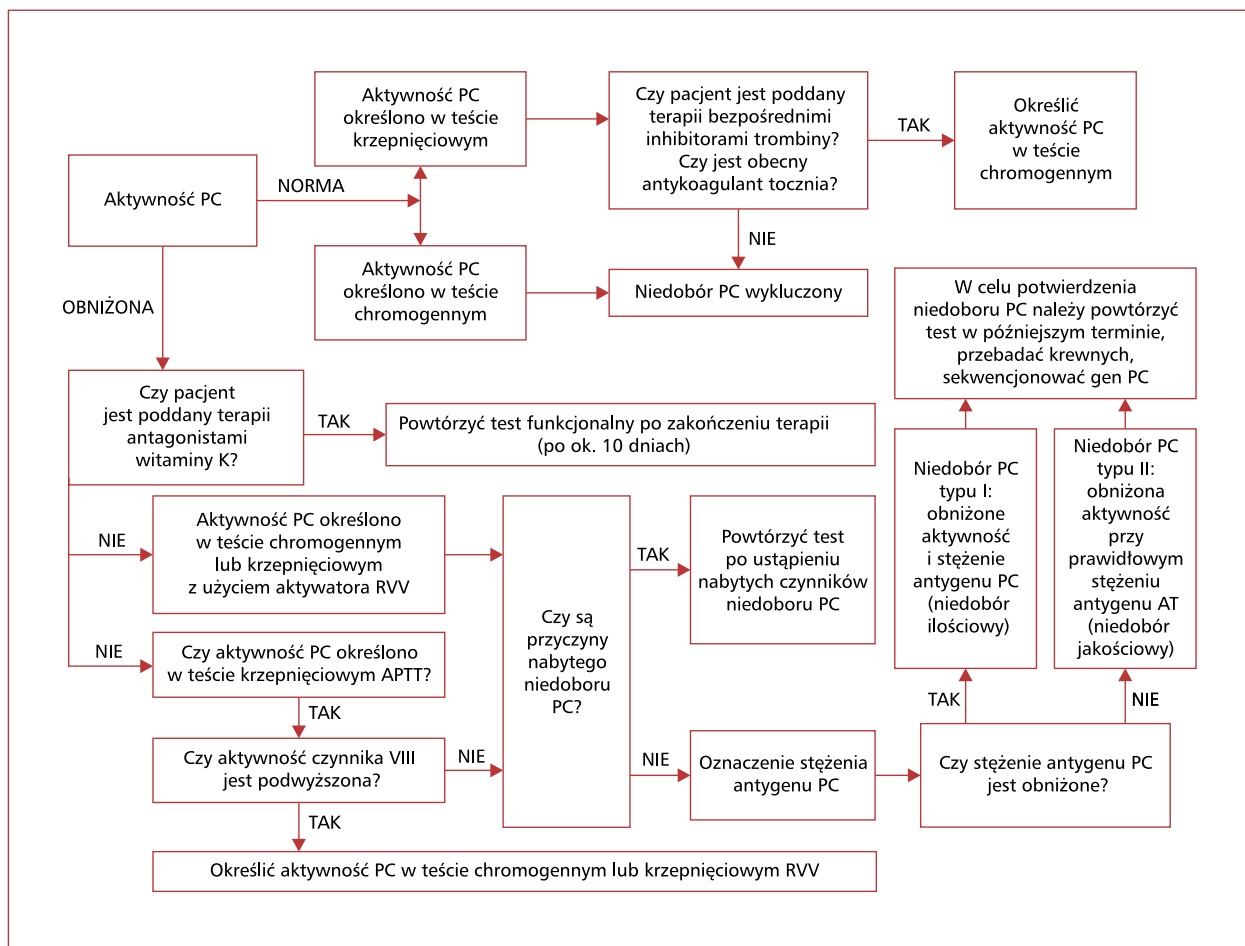 Aktywność PC
NORMA
OBNIŻONA
Aktywność PC
określono w teście
krzepnięciowym
Czy pacjent jest poddany
terapii bezpośrednimi
inhibitorami trombiny?
Czy jest obecny
antykoagulant tocznia?
TAK
Określić
aktywność PC
w teście
chromogennym
NIE
Aktywność PC
określono w teście
chromogennym
Niedobór PC wykluczony
Czy pacjent
jest poddany terapii
antagonistami
witaminy K?
TAK
Powtórzyć test funkcjonalny po zakończeniu terapii
(po ok. 10 dniach)
NIE
Aktywność PC określono
w teście chromogennym
lub krzepnięciowym
z użyciem aktywatora RVV
NIE
Czy aktywność PC określono
w teście krzepnięciowym APTT?
TAK
Czy aktywność czynnika VIII
jest podwyższona?
NIE
TAK
Określić aktywność PC w teście chromogennym lub krzepnięciowym RVV
Czy są
przyczyny
nabytego
niedoboru
PC?
TAK
Powtórzyć test
po ustąpieniu
nabytych czynników
niedoboru PC
NIE
Oznaczenie stężenia
antygenu PC
Czy stężenie antygenu PC
jest obniżone?
TAK
NIE
Niedobór PC
typu I:
obniżone
aktywność
i stężenie
antygenu PC
(niedobór
ilościowy)
Niedobór PC
typu II:
obniżona
aktywność
przy
prawidłowym
stężeniu
antygenu AT
(niedobór
jakościowy)
W celu potwierdzenia
niedoboru PC należy powtórzyć
test w późniejszym terminie,
przebadać krewnych,
sekwencjonować gen PC